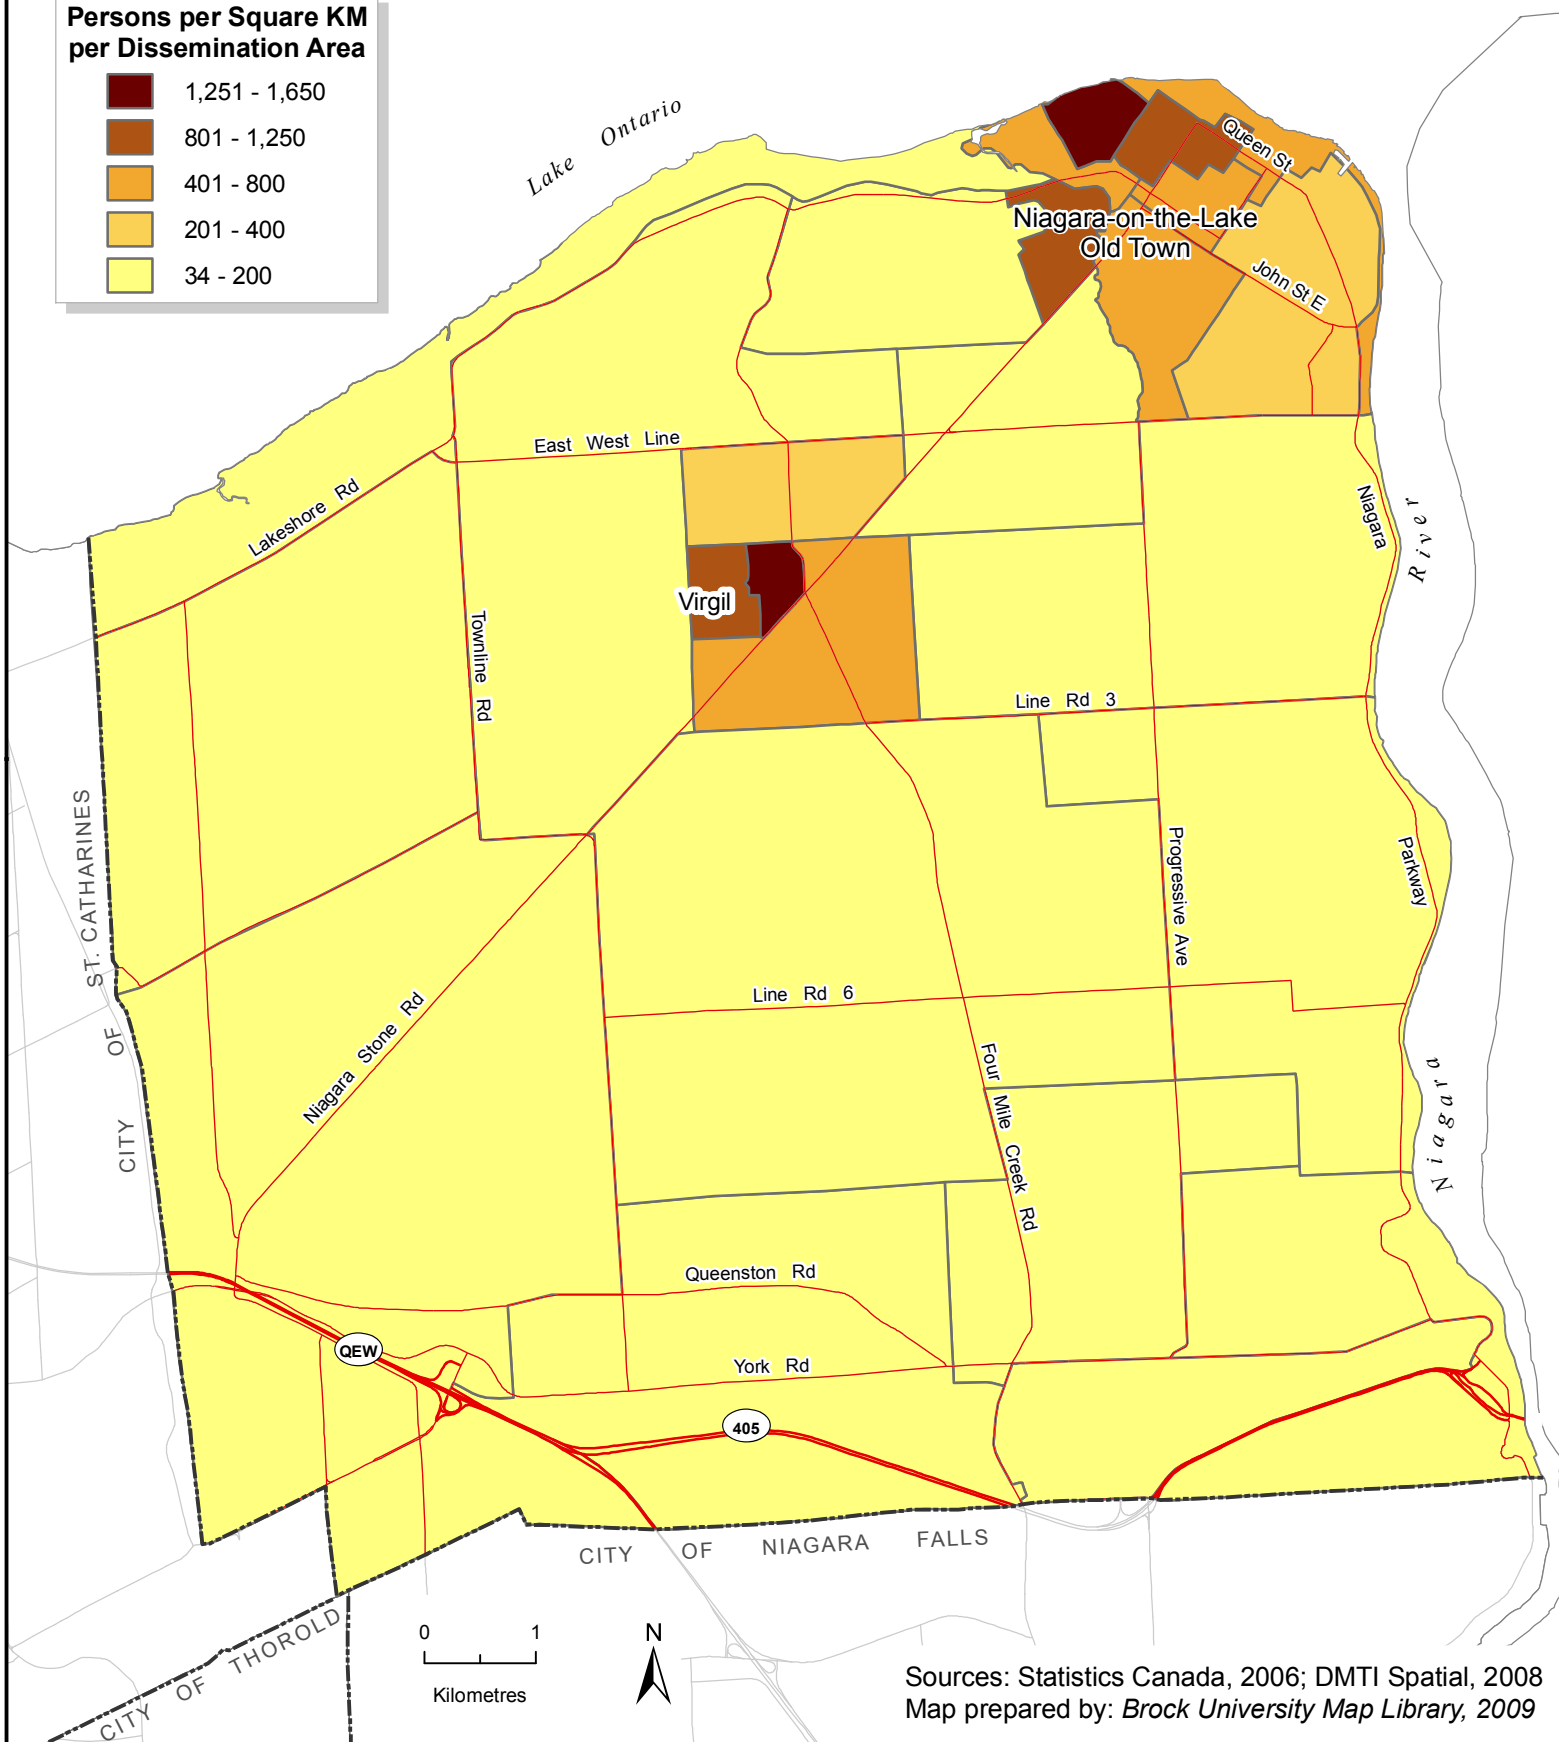 Persons per Square KM
per Dissemination Area
1,251 - 1,650
801 - 1,250
401 - 800
201 - 400
34 - 200
Lake Ontario
Queen St
Niagara-on-the-Lake
Old Town
John St E
East West Line
Lakeshore Rd
Niagara
River
Virgil
Townline Rd
Line Rd 3
ST. CATHARINES
OF
CITY
Progressive Ave
Parkway
Line Rd 6
Niagara Stone Rd
Four Mile Creek Rd
Niagara
Queenston Rd
QEW
York Rd
405
CITY OF NIAGARA FALLS
CITY OF THOROLD
0 1
Kilometres
N
Sources: Statistics Canada, 2006; DMTI Spatial, 2008
Map prepared by: Brock University Map Library, 2009